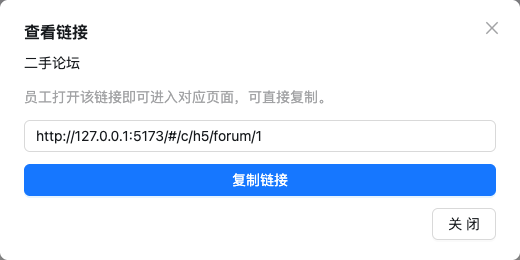 查看链接
二手论坛
员工打开该链接即可进入对应页面，可直接复制。
http://127.0.0.1:5173/#/c/h5/forum/1
复制链接
关 闭